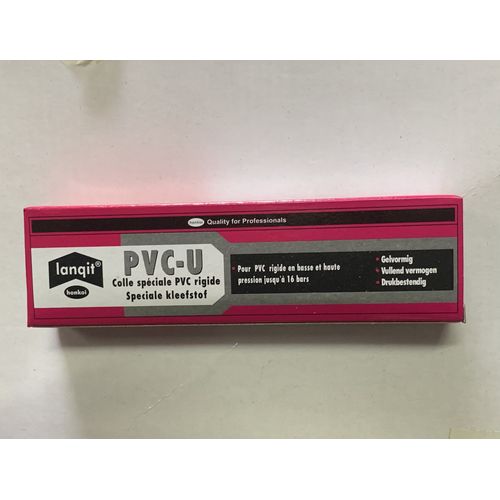 Quality for Professionals
lanqit®
honkai
PVC-U
Colle spéciale PVC rigide
Speciale kleefstof
Pour PVC rigide en basse et haute
pression jusqu'à 16 bars
Gelvormig
Vullend vermogen
Drukbestendig